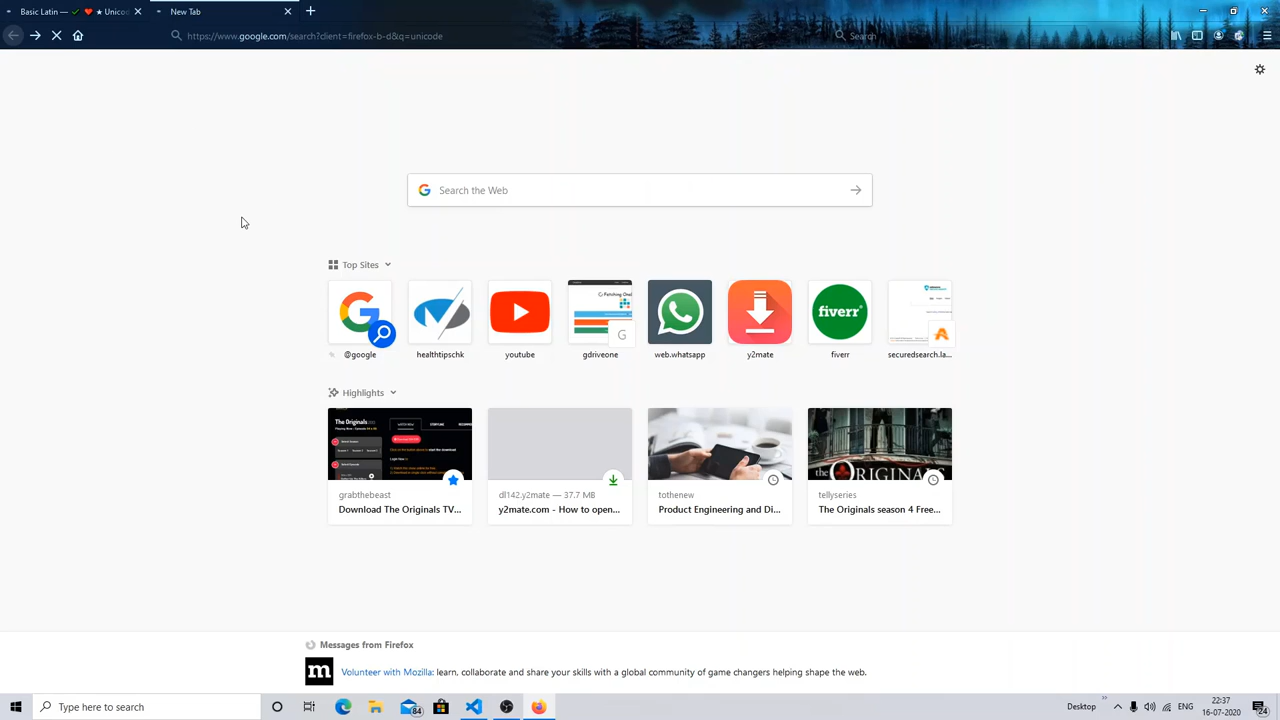 Basic Latin — ✓ ❤ ★ Unico
New Tab
https://www.google.com/search?client=firefox-b-d&q=unicode
Search
Search the Web
Top Sites
G
fiverr
@google
healthtipschk
youtube
gdriveone
web.whatsapp
y2mate
fiverr
securedsearch.la...
Highlights
The Originals
the ORIGINALS
grabthebeast
Download The Originals TV...
dl142.y2mate — 37.7 MB
y2mate.com - How to open...
tothenew
Product Engineering and Di...
tellyseries
The Originals season 4 Free...
Messages from Firefox
m
Volunteer with Mozilla: learn, collaborate and share your skills with a global community of game changers helping shape the web.
Type here to search
84
Desktop
ENG
22:37
16-07-2020
24